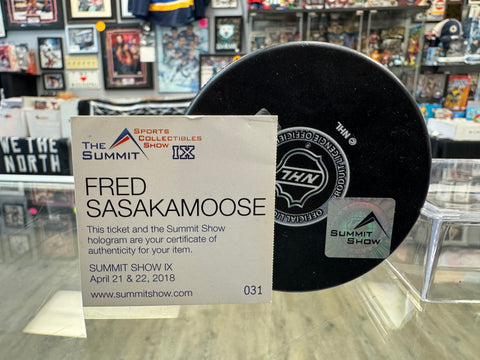 THE SUMMIT
SPORTS COLLECTIBLES SHOW IX
FRED
SASAKAMOOSE
This ticket and the Summit Show
hologram are your certificate of
authenticity for your item.
SUMMIT SHOW IX
April 21 & 22, 2018
www.summitshow.com
031
NHL
© NHL
SUMMIT
SHOW
WE THE
NORTH